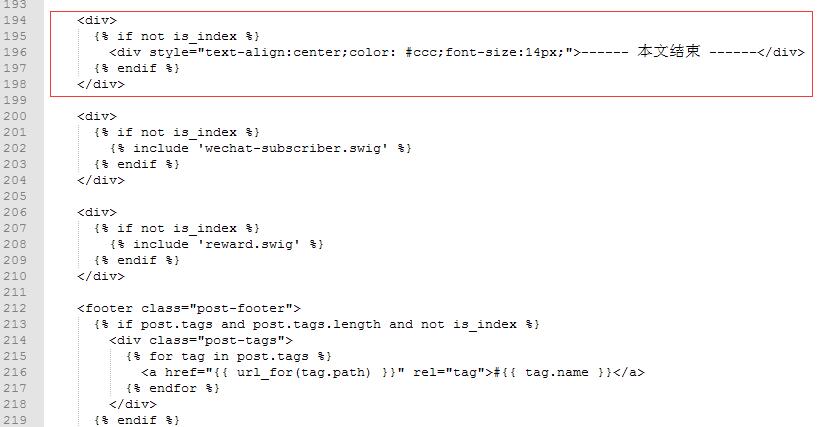 193
194 <div>
195 {% if not is_index %}
196 <div style="text-align:center;color: #ccc;font-size:14px;">------ 本文结束 ------</div>
197 {% endif %}
198 </div>
199
200 <div>
201 {% if not is_index %}
202 {% include 'wechat-subscriber.swig' %}
203 {% endif %}
204 </div>
205
206 <div>
207 {% if not is_index %}
208 {% include 'reward.swig' %}
209 {% endif %}
210 </div>
211
212 <footer class="post-footer">
213 {% if post.tags and post.tags.length and not is_index %}
214 <div class="post-tags">
215 {% for tag in post.tags %}
216 <a href="{{ url_for(tag.path) }}" rel="tag">#{{ tag.name }}</a>
217 {% endfor %}
218 </div>
219 {% endif %}